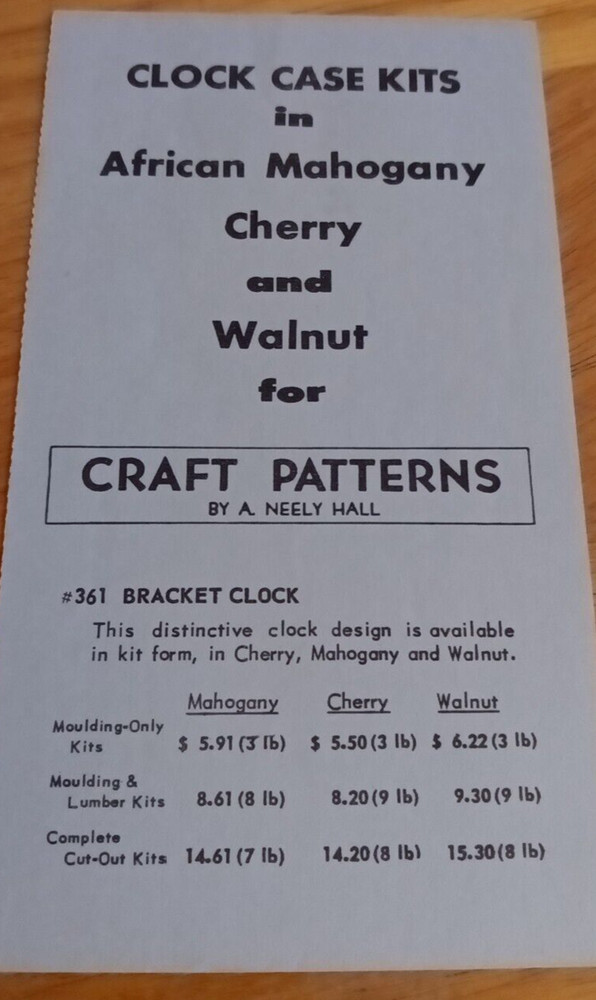 CLOCK CASE KITS
in
African Mahogany
Cherry
and
Walnut
for
CRAFT PATTERNS
BY A. NEELY HALL
#361 BRACKET CLOCK
This distinctive clock design is available
in kit form, in Cherry, Mahogany and Walnut.
Mahogany Cherry Walnut
Moulding-Only
Kits $ 5.91 (3 lb) $ 5.50 (3 lb) $ 6.22 (3 lb)
Moulding &
Lumber Kits 8.61 (8 lb) 8.20 (9 lb) 9.30 (9 lb)
Complete
Cut-Out Kits 14.61 (7 lb) 14.20 (8 lb) 15.30 (8 lb)